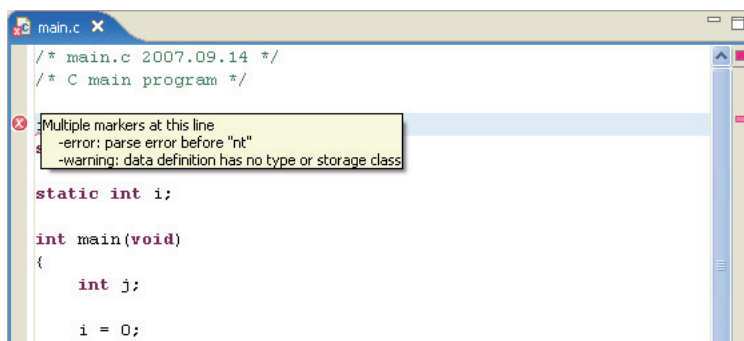 main.c
/* main.c 2007.09.14 */
/* C main program */
Multiple markers at this line
-error: parse error before "nt"
-warning: data definition has no type or storage class
static int i;
int main(void)
{
int j;
i = 0;